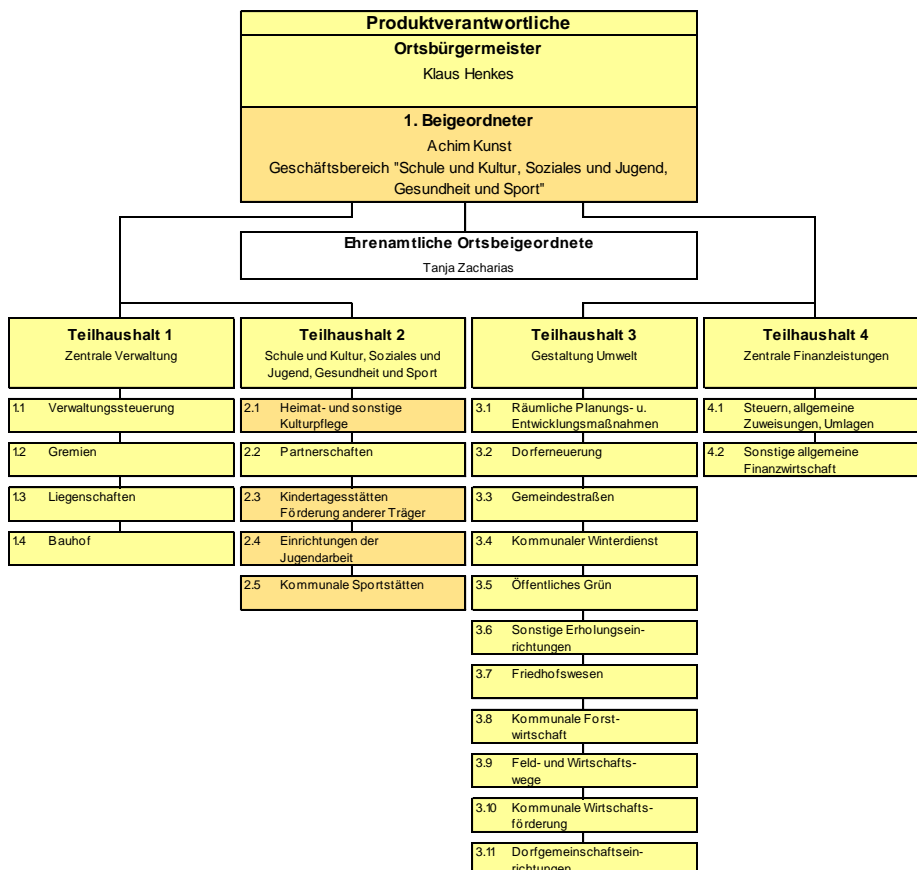 Produktverantwortliche
Ortsbürgermeister
Klaus Henkes
1. Beigeordneter
Achim Kunst
Geschäftsbereich "Schule und Kultur, Soziales und Jugend,
Gesundheit und Sport"
Ehrenamtliche Ortsbeigeordnete
Tanja Zacharias
Teilhaushalt 1
Zentrale Verwaltung
1.1 Verwaltungssteuerung
1.2 Gremien
1.3 Liegenschaften
1.4 Bauhof
Teilhaushalt 2
Schule und Kultur, Soziales und
Jugend, Gesundheit und Sport
2.1 Heimat- und sonstige
Kulturpflege
2.2 Partnerschaften
2.3 Kindertagesstätten
Förderung anderer Träger
2.4 Einrichtungen der
Jugendarbeit
2.5 Kommunale Sportstätten
Teilhaushalt 3
Gestaltung Umwelt
3.1 Räumliche Planungs- u.
Entwicklungsmaßnahmen
3.2 Dorferneuerung
3.3 Gemeindestraßen
3.4 Kommunaler Winterdienst
3.5 Öffentliches Grün
3.6 Sonstige Erholungsein-
richtungen
3.7 Friedhofswesen
3.8 Kommunale Forst-
wirtschaft
3.9 Feld- und Wirtschafts-
wege
3.10 Kommunale Wirtschafts-
förderung
3.11 Dorfgemeinschaftsein-
richtungen
Teilhaushalt 4
Zentrale Finanzleistungen
4.1 Steuern, allgemeine
Zuweisungen, Umlagen
4.2 Sonstige allgemeine
Finanzwirtschaft